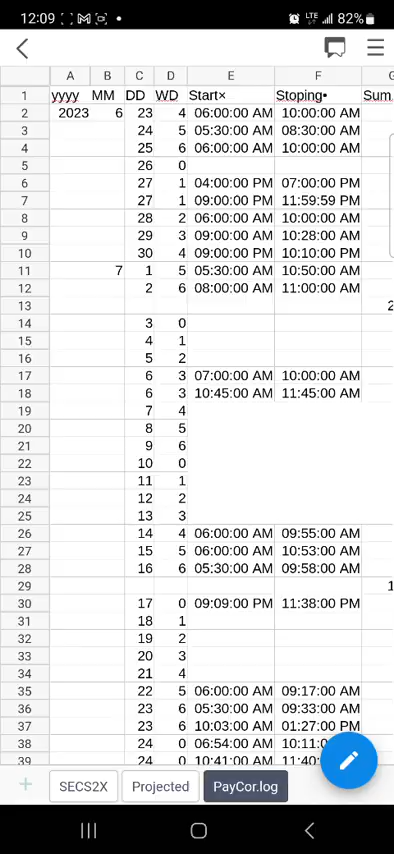 12:09 LTE 82%
A B C D E F G
1 yyyy MM DD WD Start× Stoping• Sum
2 2023 6 23 4 06:00:00 AM 10:00:00 AM
3 24 5 05:30:00 AM 08:30:00 AM
4 25 6 06:00:00 AM 10:00:00 AM
5 26 0
6 27 1 04:00:00 PM 07:00:00 PM
7 27 1 09:00:00 PM 11:59:59 PM
8 28 2 06:00:00 AM 10:00:00 AM
9 29 3 09:00:00 AM 10:28:00 AM
10 30 4 09:00:00 PM 10:10:00 PM
11 7 1 5 05:30:00 AM 10:50:00 AM
12 2 6 08:00:00 AM 11:00:00 AM
13 2
14 3 0
15 4 1
16 5 2
17 6 3 07:00:00 AM 10:00:00 AM
18 6 3 10:45:00 AM 11:45:00 AM
19 7 4
20 8 5
21 9 6
22 10 0
23 11 1
24 12 2
25 13 3
26 14 4 06:00:00 AM 09:55:00 AM
27 15 5 06:00:00 AM 10:53:00 AM
28 16 6 05:30:00 AM 09:58:00 AM
29 1
30 17 0 09:09:00 PM 11:38:00 PM
31 18 1
32 19 2
33 20 3
34 21 4
35 22 5 06:00:00 AM 09:17:00 AM
36 23 6 05:30:00 AM 09:33:00 AM
37 23 6 10:03:00 AM 01:27:00 PM
38 24 0 06:54:00 AM 10:11:0
39 24 0 10:41:00 AM 11:40:
SECS2X Projected PayCor.log